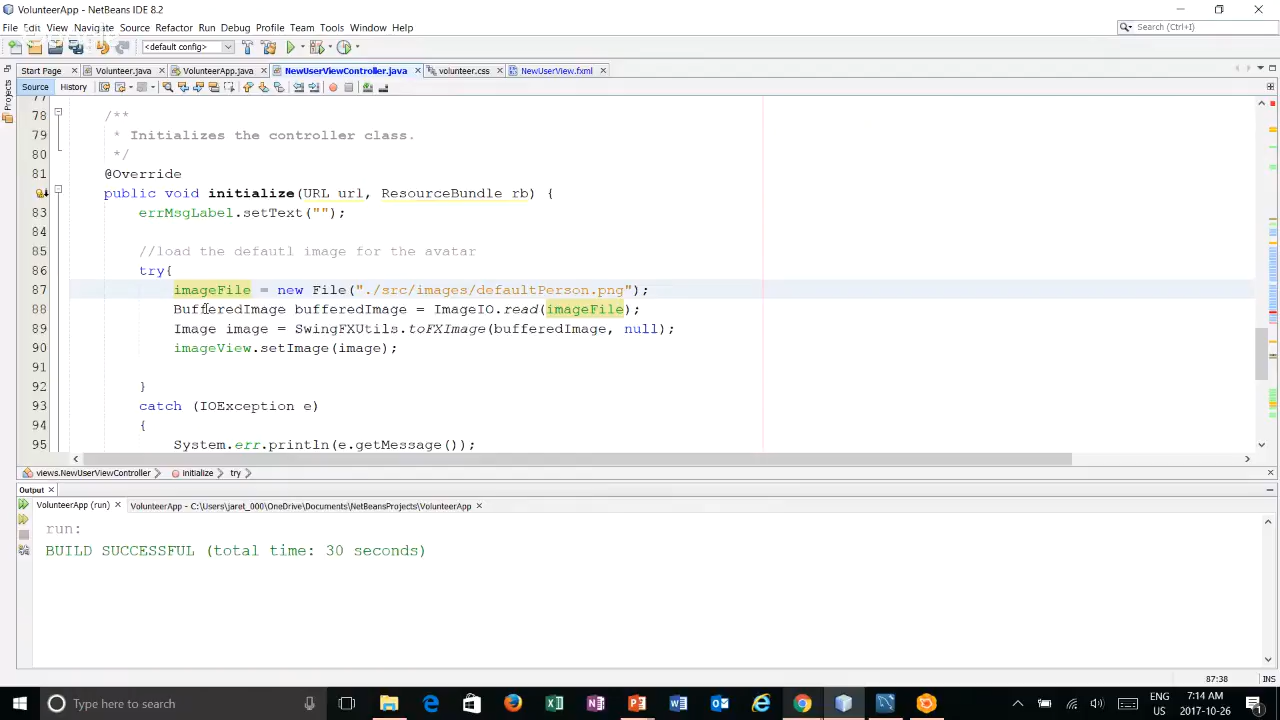 VolunteerApp - NetBeans IDE 8.2
File Edit View Navigate Source Refactor Run Debug Profile Team Tools Window Help
Search (Ctrl+I)
<default config>
Start Page Volunteer.java VolunteerApp.java NewUserViewController.java volunteer.css NewUserView.fxml
Source History
Projects
77
78 /**
79 * Initializes the controller class.
80 */
81 @Override
public void initialize(URL url, ResourceBundle rb) {
83 errMsgLabel.setText("");
84
85 //load the defautl image for the avatar
86 try{
87 imageFile = new File("./src/images/defaultPerson.png");
88 BufferedImage bufferedImage = ImageIO.read(imageFile);
89 Image image = SwingFXUtils.toFXImage(bufferedImage, null);
90 imageView.setImage(image);
91
92 }
93 catch (IOException e)
94 {
95 System.err.println(e.getMessage());
views.NewUserViewController initialize try
Output
VolunteerApp (run) VolunteerApp - C:\Users\jarel_000\OneDrive\Documents\NetBeansProjects\VolunteerApp
run:
BUILD SUCCESSFUL (total time: 30 seconds)
87:38 INS
Type here to search
ENG 7:14 AM
US 2017-10-26